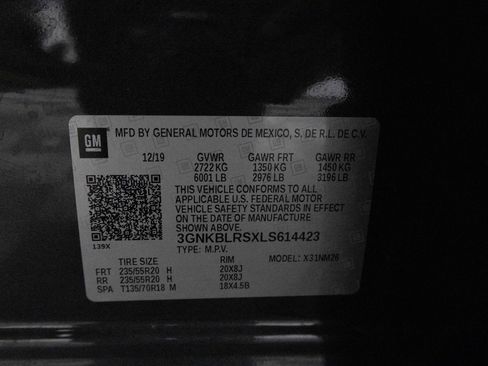 GM MFD BY GENERAL MOTORS DE MEXICO, S. DE R.L. DE C.V.
12/19 GVWR GAWR FRT GAWR RR
2722 KG 1350 KG 1450 KG
6001 LB 2976 LB 3196 LB
THIS VEHICLE CONFORMS TO ALL
APPLICABLE U.S. FEDERAL MOTOR
VEHICLE SAFETY AND THEFT
PREVENTION STANDARDS IN EFFECT
ON THE DATE OF MANUFACTURE
SHOWN ABOVE.
3GNKBLRSXLS614423
139X TYPE: M.P.V.
TIRE SIZE RIM MODEL: X31NM26
FRT 235/55R20 H 20X8J
RR 235/55R20 H 20X8J
SPA T135/70R18 M 18X4.5B